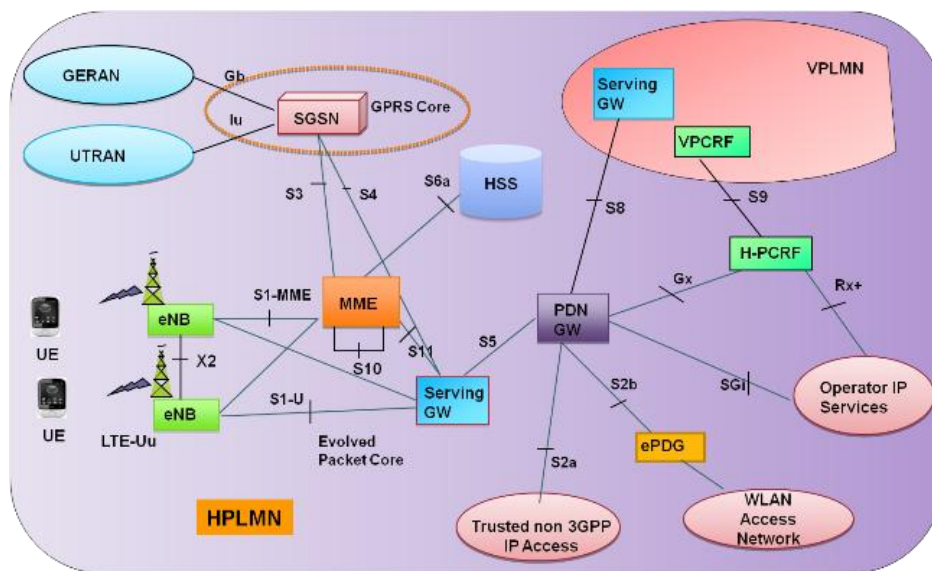 GERAN
Gb
GPRS Core
SGSN
Iu
UTRAN
VPLMN
Serving
GW
VPCRF
S3
S4
S6a
HSS
S8
S9
H-PCRF
Gx
Rx+
S1-MME
MME
eNB
UE
X2
S10
S11
S5
PDN
GW
SGi
Operator IP
Services
eNB
UE
LTE-Uu
S1-U
Serving
GW
Evolved
Packet Core
S2b
S2a
ePDG
HPLMN
Trusted non 3GPP
IP Access
WLAN
Access
Network